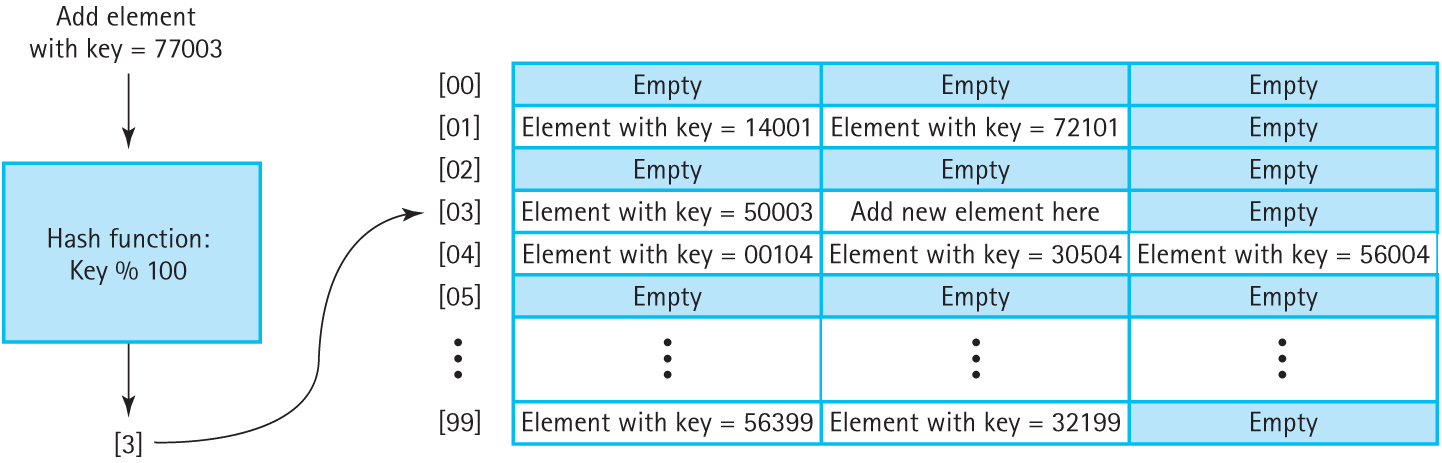 Add element
with key = 77003
Hash function:
Key % 100
[3]
[00] Empty Empty Empty
[01] Element with key = 14001 Element with key = 72101 Empty
[02] Empty Empty Empty
[03] Element with key = 50003 Add new element here Empty
[04] Element with key = 00104 Element with key = 30504 Element with key = 56004
[05] Empty Empty Empty
[99] Element with key = 56399 Element with key = 32199 Empty